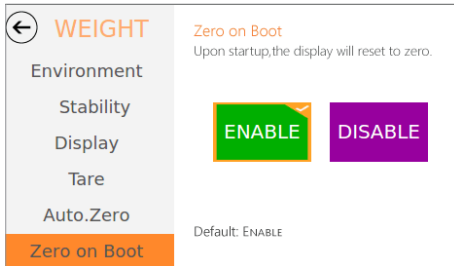 WEIGHT
Environment
Stability
Display
Tare
Auto.Zero
Zero on Boot
Zero on Boot
Upon startup,the display will reset to zero.
ENABLE
DISABLE
Default: ENABLE